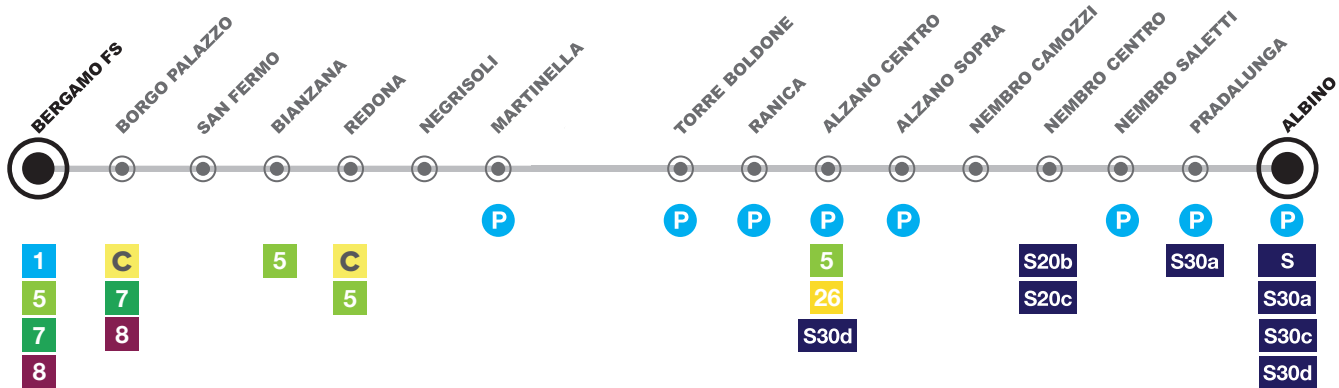 BERGAMO FS
BORGO PALAZZO
SAN FERMO
BIANZANA
REDONA
NEGRISOLI
MARTINELLA
TORRE BOLDONE
RANICA
ALZANO CENTRO
ALZANO SOPRA
NEMBRO CAMOZZI
NEMBRO CENTRO
NEMBRO SALETTI
PRADALUNGA
ALBINO
P P P P P P P P
1 C 5 C 5 S20b S30a S
5 7 5 26 S20c S30a
7 8 S30d S30c
8 S30d